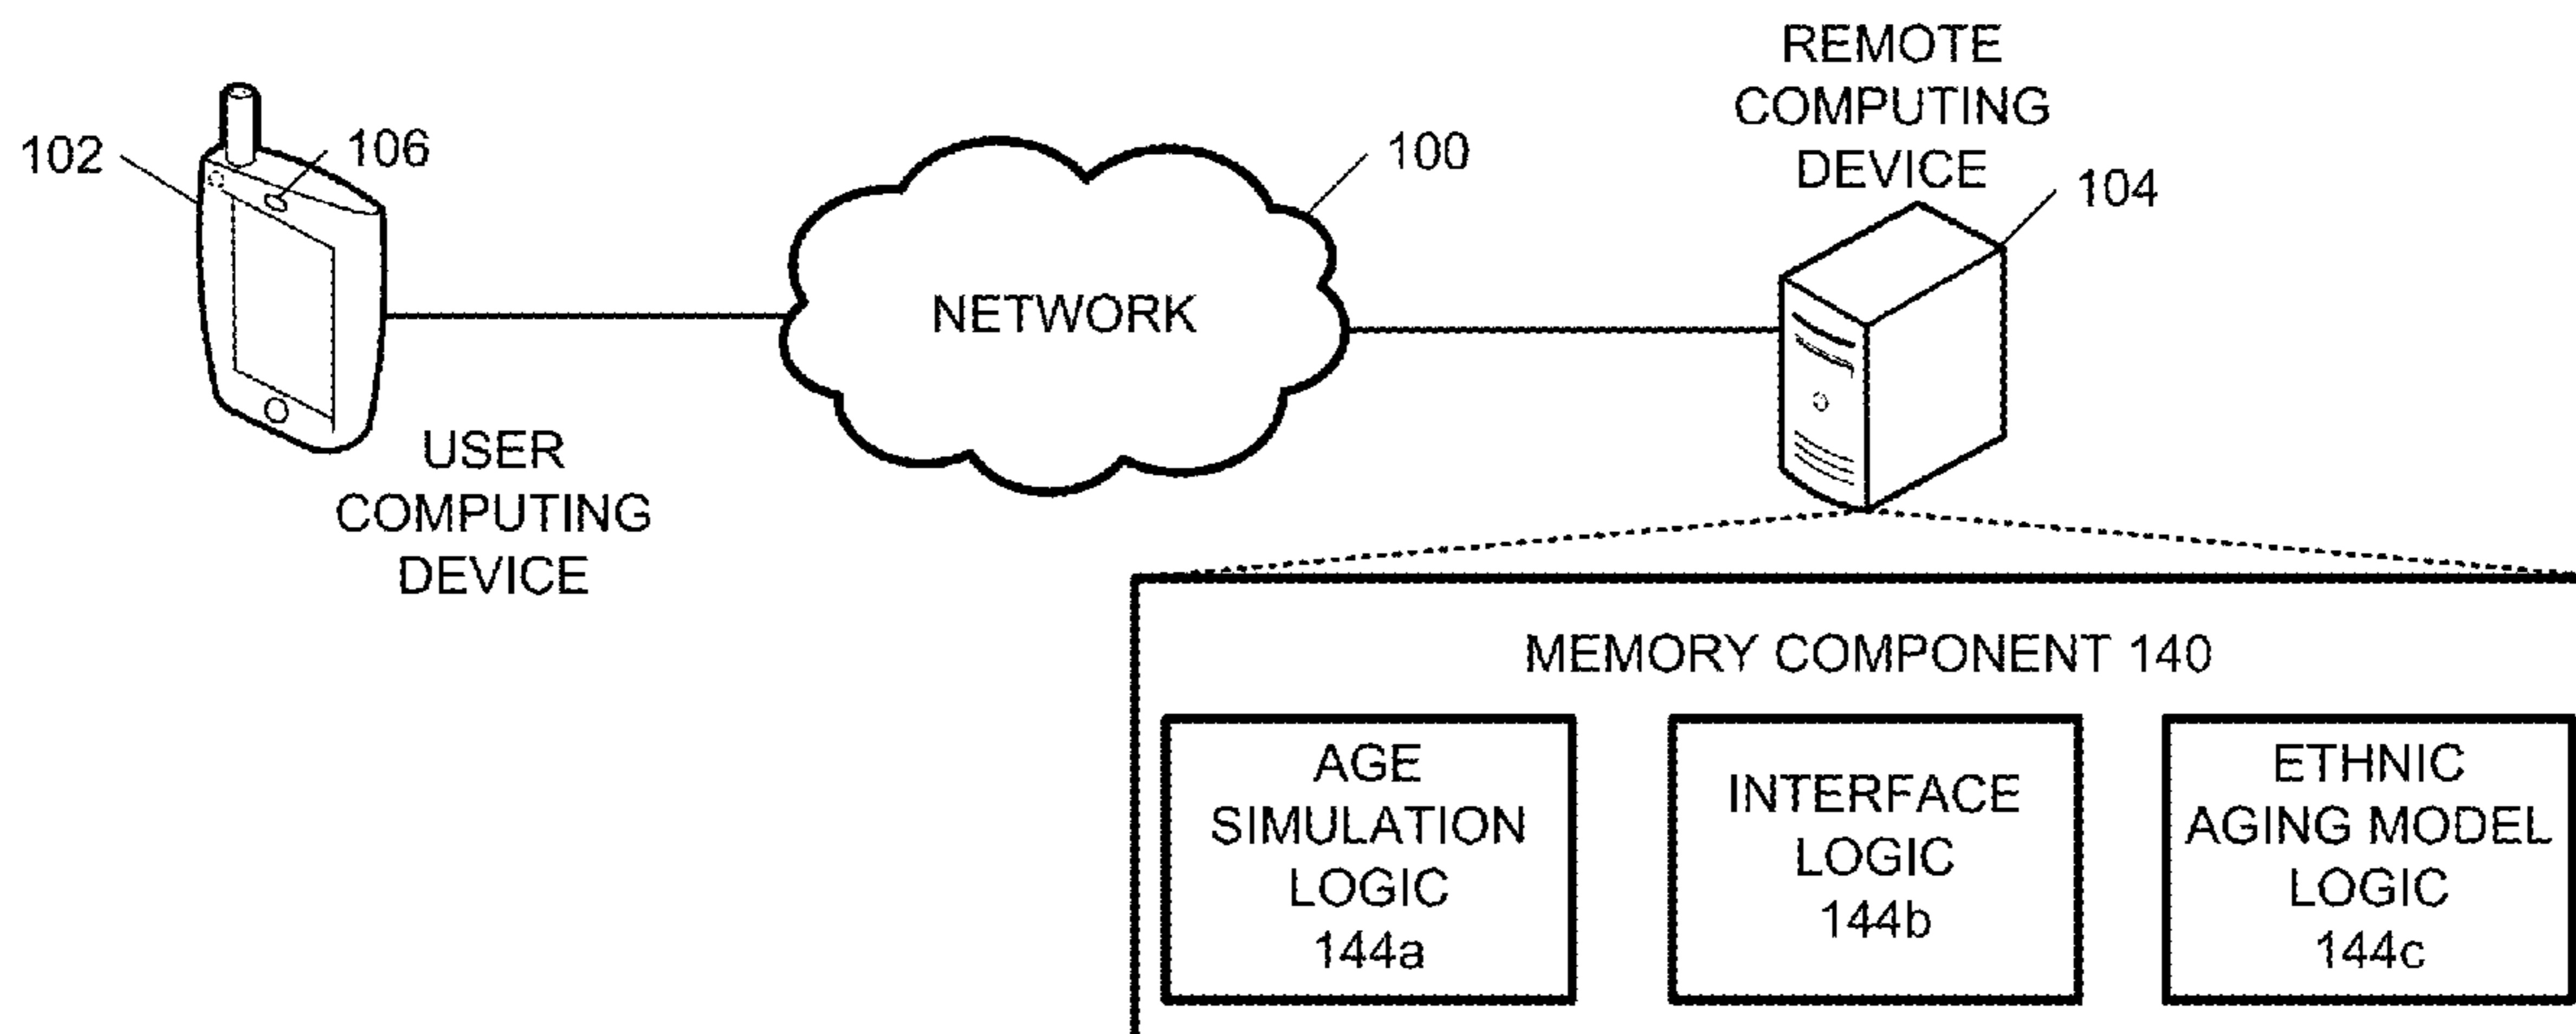 102
106
USER
COMPUTING
DEVICE
100
NETWORK
REMOTE
COMPUTING
DEVICE
104
MEMORY COMPONENT 140
AGE
SIMULATION
LOGIC
144a
INTERFACE
LOGIC
144b
ETHNIC
AGING MODEL
LOGIC
144c